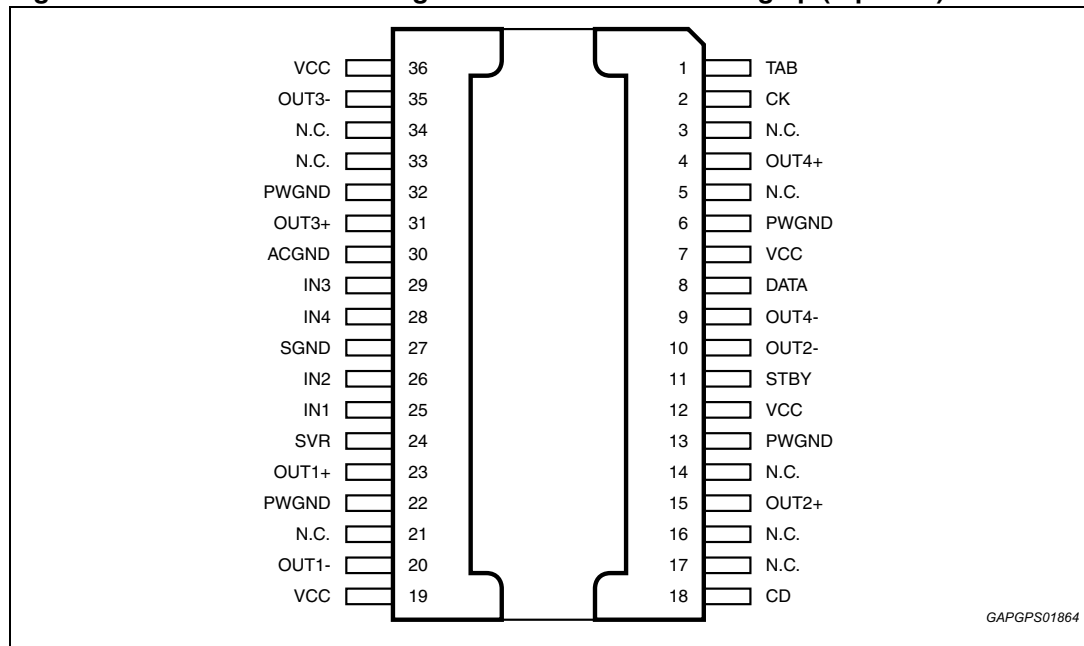 VCC 36 1 TAB
OUT3- 35 2 CK
N.C. 34 3 N.C.
N.C. 33 4 OUT4+
PWGND 32 5 N.C.
OUT3+ 31 6 PWGND
ACGND 30 7 VCC
IN3 29 8 DATA
IN4 28 9 OUT4-
SGND 27 10 OUT2-
IN2 26 11 STBY
IN1 25 12 VCC
SVR 24 13 PWGND
OUT1+ 23 14 N.C.
PWGND 22 15 OUT2+
N.C. 21 16 N.C.
OUT1- 20 17 N.C.
VCC 19 18 CD
GAPGPS01864